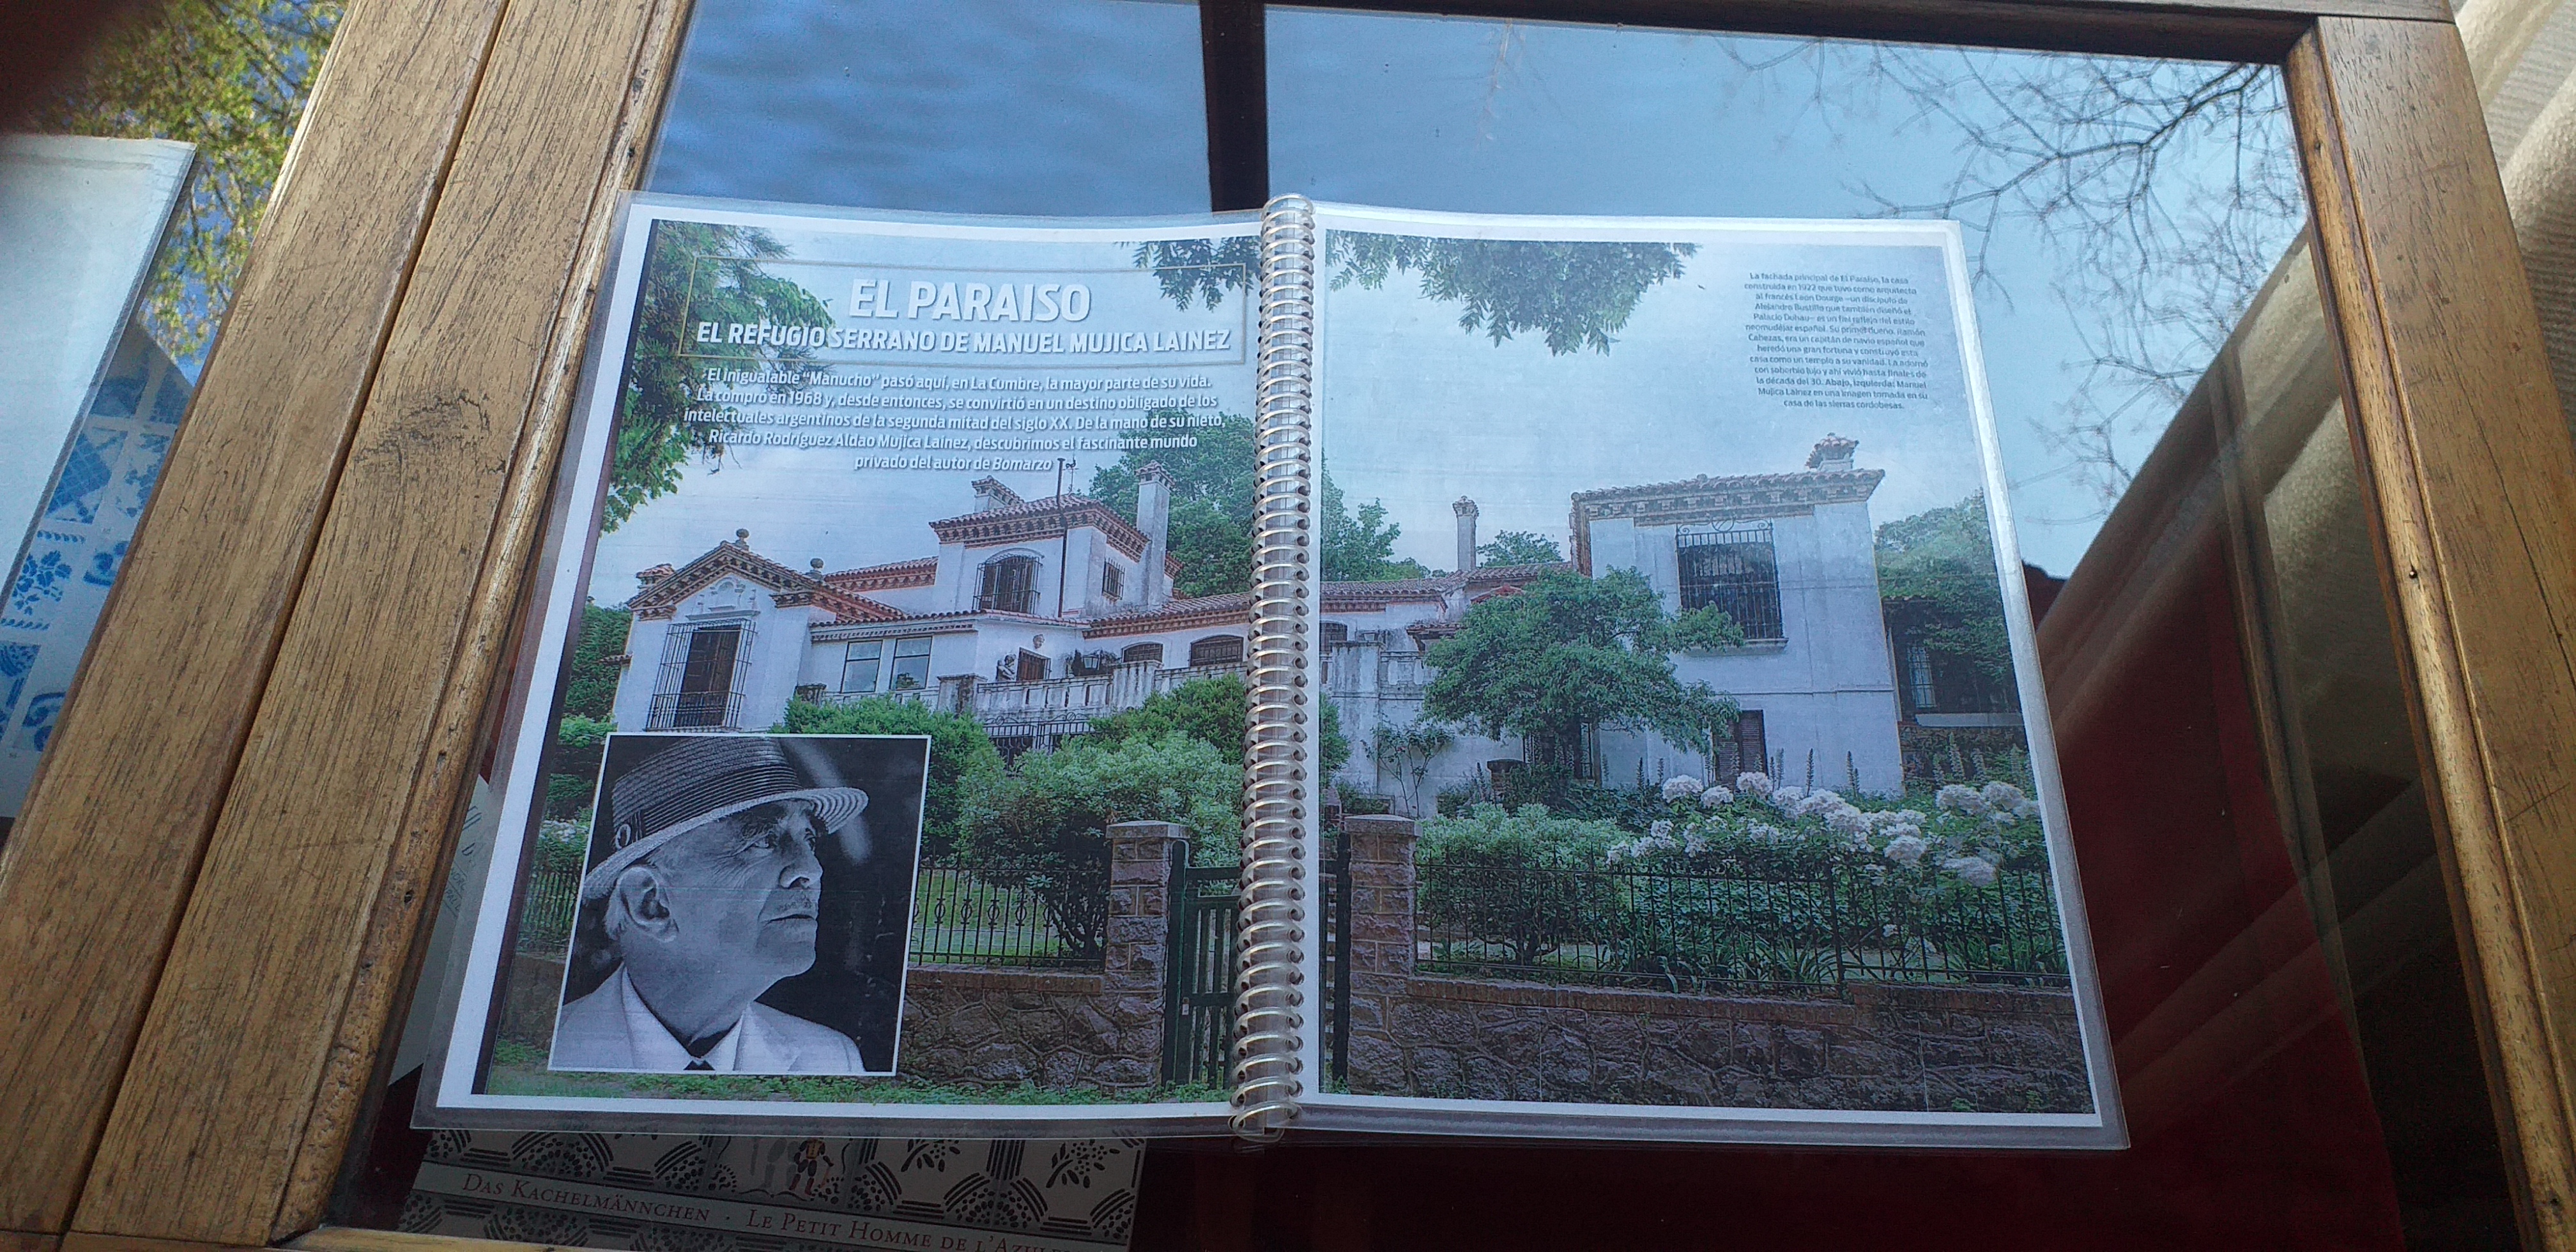 EL PARAISO
EL REFUGIO SERRANO DE MANUEL MUJICA LAINEZ
El inigualable “Manucho” pasó aquí, en La Cumbre, la mayor parte de su vida.
La compró en 1968 y, desde entonces, se convirtió en un destino obligado de los
intelectuales argentinos de la segunda mitad del siglo XX. De la mano de su nieto,
Ricardo Rodríguez Aldao Mujica Lainez, descubrimos el fascinante mundo
privado del autor de Bomarzo
La fachada principal de El Paraíso, la casa
construida en 1922 que tuvo como arquitecto
al francés Leon Dourge –un discípulo de
Alejandro Bustillo que también diseñó el
Palacio Duhau– es un fiel reflejo del estilo
neomudéjar español. Su primer dueño, Ramón
Cabezas, era un capitán de navío español que
heredó una gran fortuna y construyó esta
casa como un templo a su vanidad. La adornó
con soberbio lujo y ahí vivió hasta finales de
la década del 30. Abajo, izquierda: Manuel
Mujica Lainez en una imagen tomada en su
casa de las sierras cordobesas.
DAS KACHELMÄNNCHEN · LE PETIT HOMME DE L'